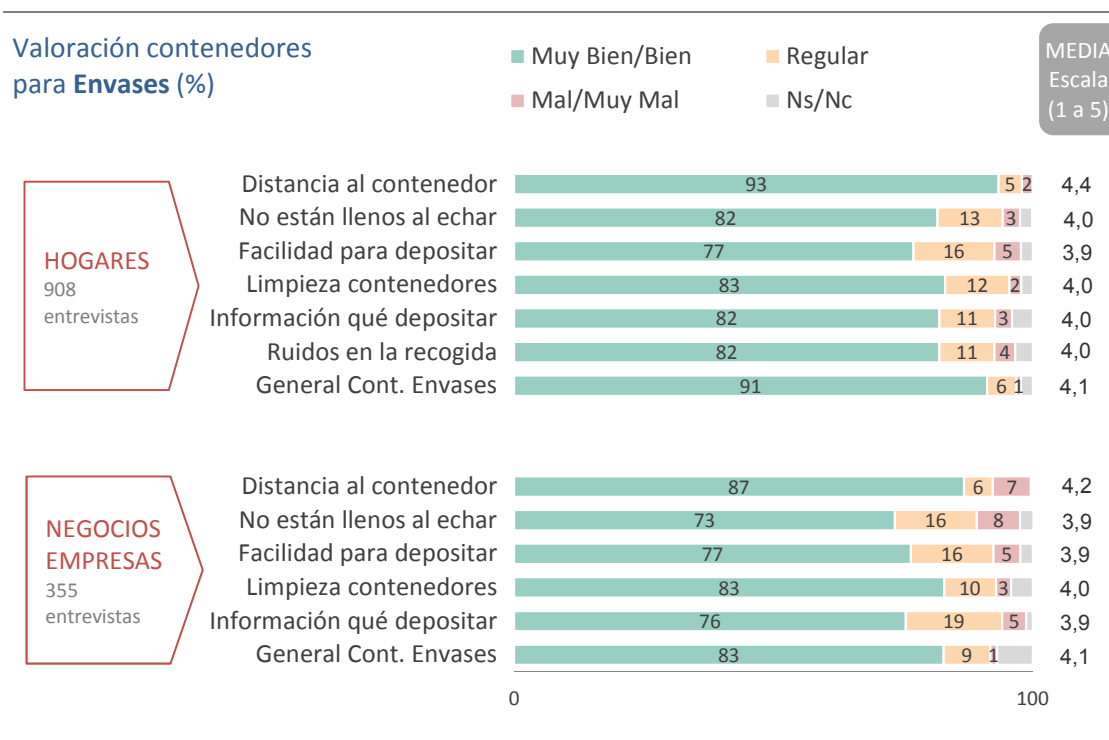 Valoración contenedores
para Envases (%)
Muy Bien/Bien
Regular
Mal/Muy Mal
Ns/Nc
MEDIA
Escala
(1 a 5)
HOGARES
908
entrevistas
Distancia al contenedor 93 5 2 4,4
No están llenos al echar 82 13 3 4,0
Facilidad para depositar 77 16 5 3,9
Limpieza contenedores 83 12 2 4,0
Información qué depositar 82 11 3 4,0
Ruidos en la recogida 82 11 4 4,0
General Cont. Envases 91 6 1 4,1
NEGOCIOS
EMPRESAS
355
entrevistas
Distancia al contenedor 87 6 7 4,2
No están llenos al echar 73 16 8 3,9
Facilidad para depositar 77 16 5 3,9
Limpieza contenedores 83 10 3 4,0
Información qué depositar 76 19 5 3,9
General Cont. Envases 83 9 1 4,1
0 100